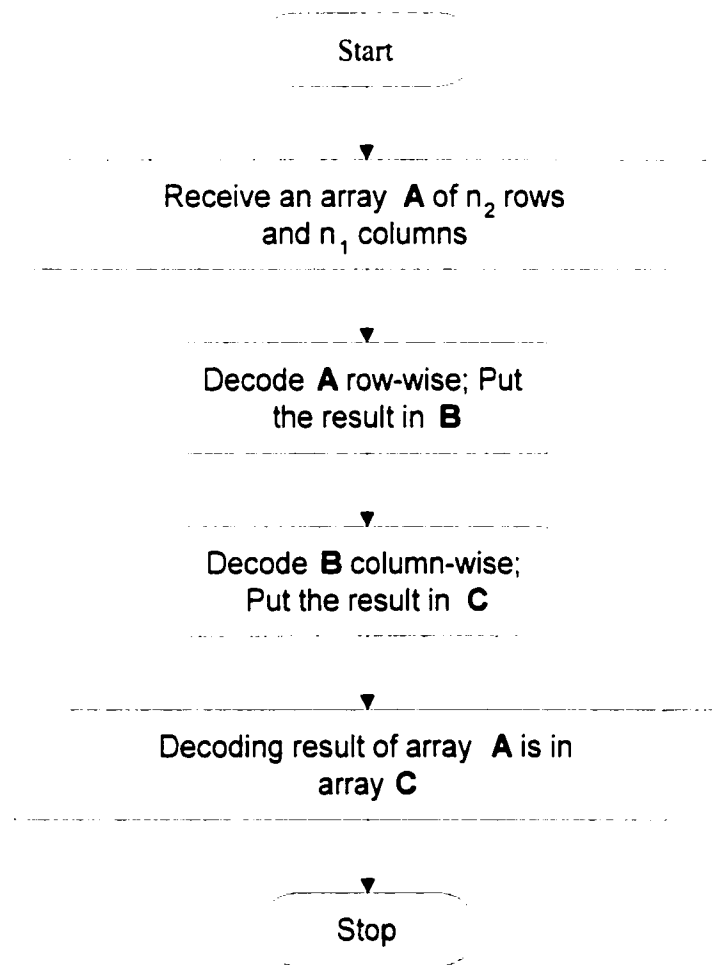 Start
Receive an array A of n₂ rows
and n₁ columns
Decode A row-wise; Put
the result in B
Decode B column-wise;
Put the result in C
Decoding result of array A is in
array C
Stop